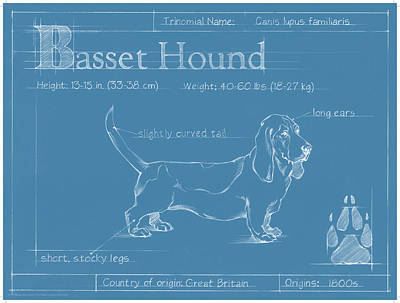 Trinomial Name: Canis lupus familiaris
Basset Hound
Height: 13-15 in. (33-38 cm) Weight: 40-60 lbs (18-27 kg)
long ears
slightly curved tail
short, stocky legs
Country of origin: Great Britain Origins: 1800s